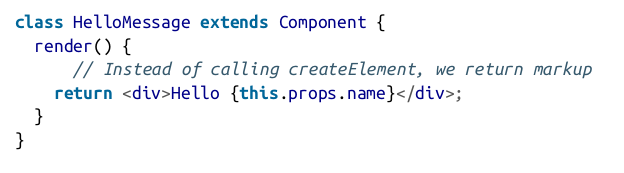 class HelloMessage extends Component {
  render() {
      // Instead of calling createElement, we return markup
    return <div>Hello {this.props.name}</div>;
  }
}